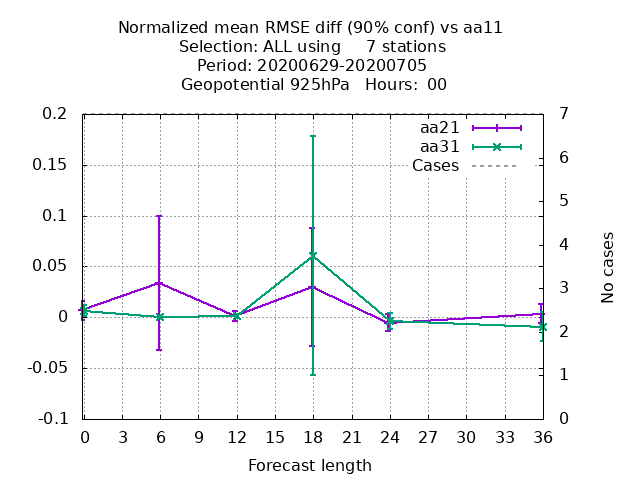 Normalized mean RMSE diff (90% conf) vs aa11
Selection: ALL using     7 stations
Period: 20200629-20200705
Geopotential 925hPa   Hours:  00
0.2
0.15
0.1
0.05
0
-0.05
-0.1
7
6
5
4
3
2
1
0
aa21
aa31
Cases
No cases
0 3 6 9 12 15 18 21 24 27 30 33 36
Forecast length